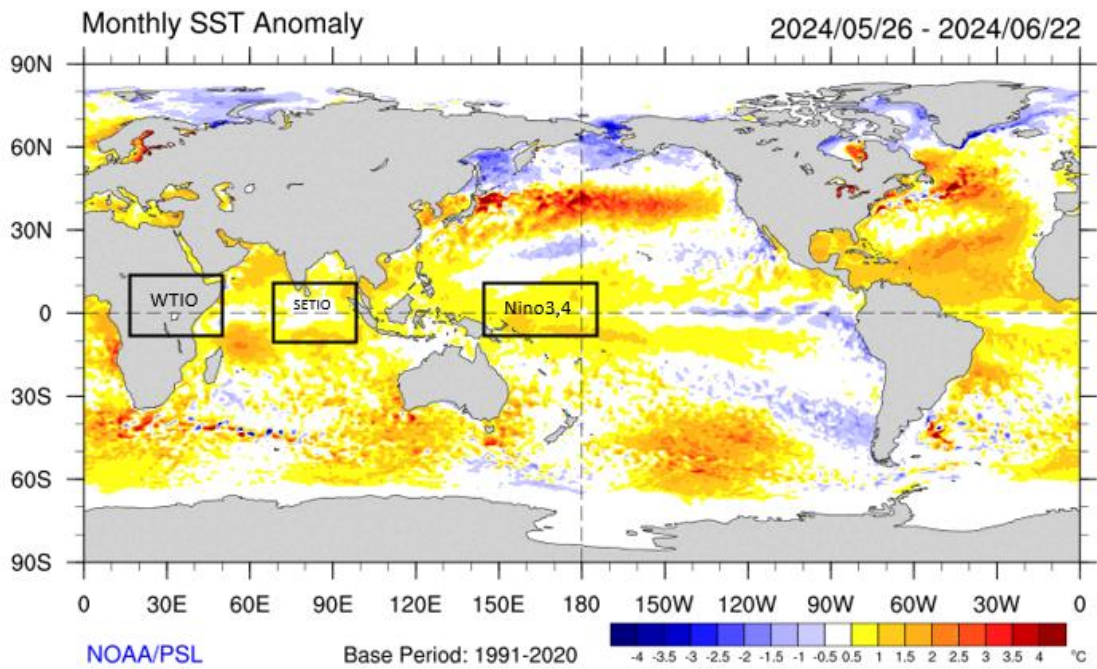 Monthly SST Anomaly 2024/05/26 - 2024/06/22
90N
60N
30N
0
30S
60S
90S
WTIO
SETIO
Nino3,4
0 30E 60E 90E 120E 150E 180 150W 120W 90W 60W 30W 0
NOAA/PSL Base Period: 1991-2020
-4 -3.5 -3 -2.5 -2 -1.5 -1 -0.5 0.5 1 1.5 2 2.5 3 3.5 4 °C